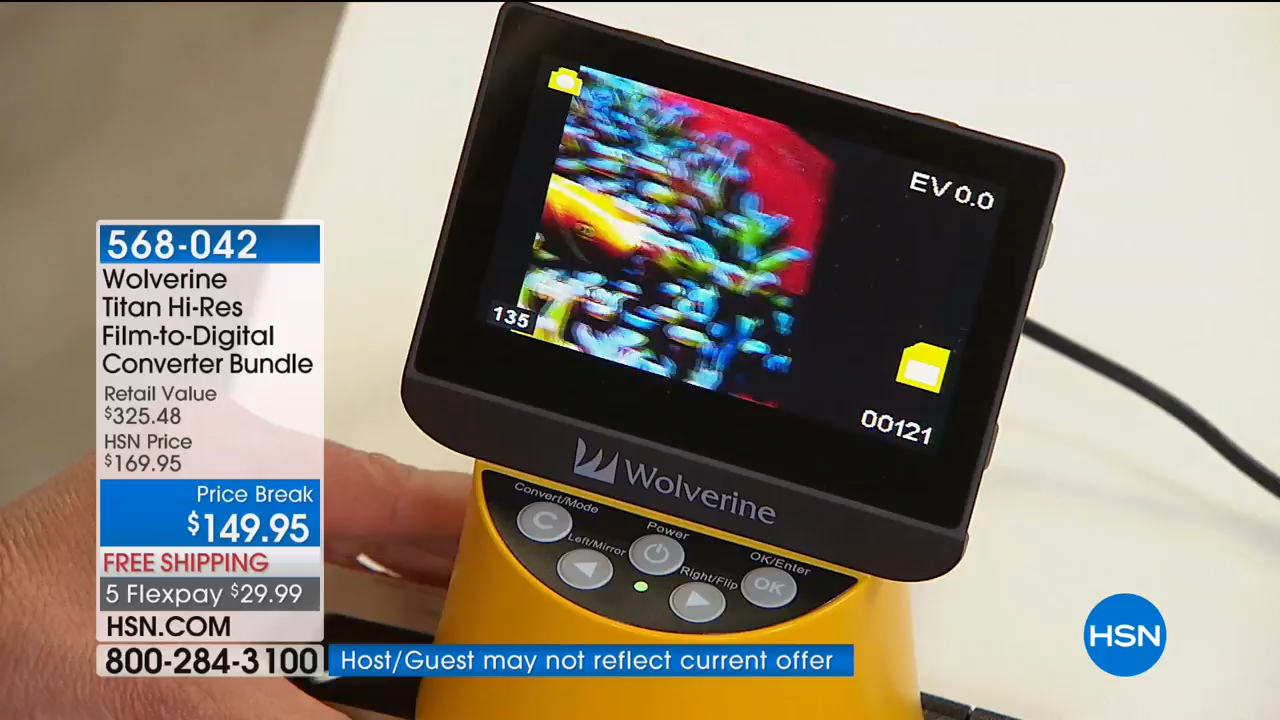 568-042
Wolverine
Titan Hi-Res
Film-to-Digital
Converter Bundle
Retail Value
$325.48
HSN Price
$169.95
Price Break
$149.95
FREE SHIPPING
5 Flexpay $29.99
HSN.COM
800-284-3100
Host/Guest may not reflect current offer
HSN
EV 0.0
135
00121
Wolverine
Convert/Mode
C
Power
Left/Mirror
OK/Enter
OK
Right/Flip